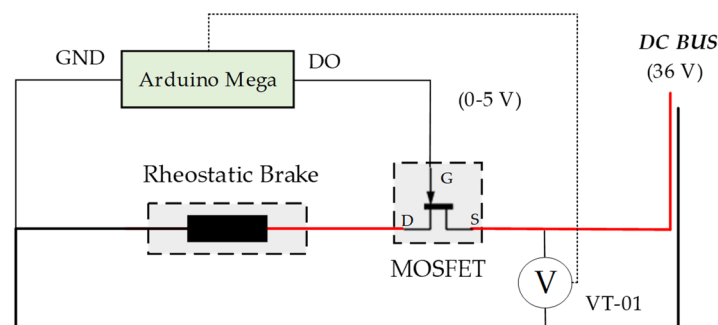 DC BUS
(36 V)
GND
DO
Arduino Mega
(0-5 V)
Rheostatic Brake
G
D
S
MOSFET
V
VT-01